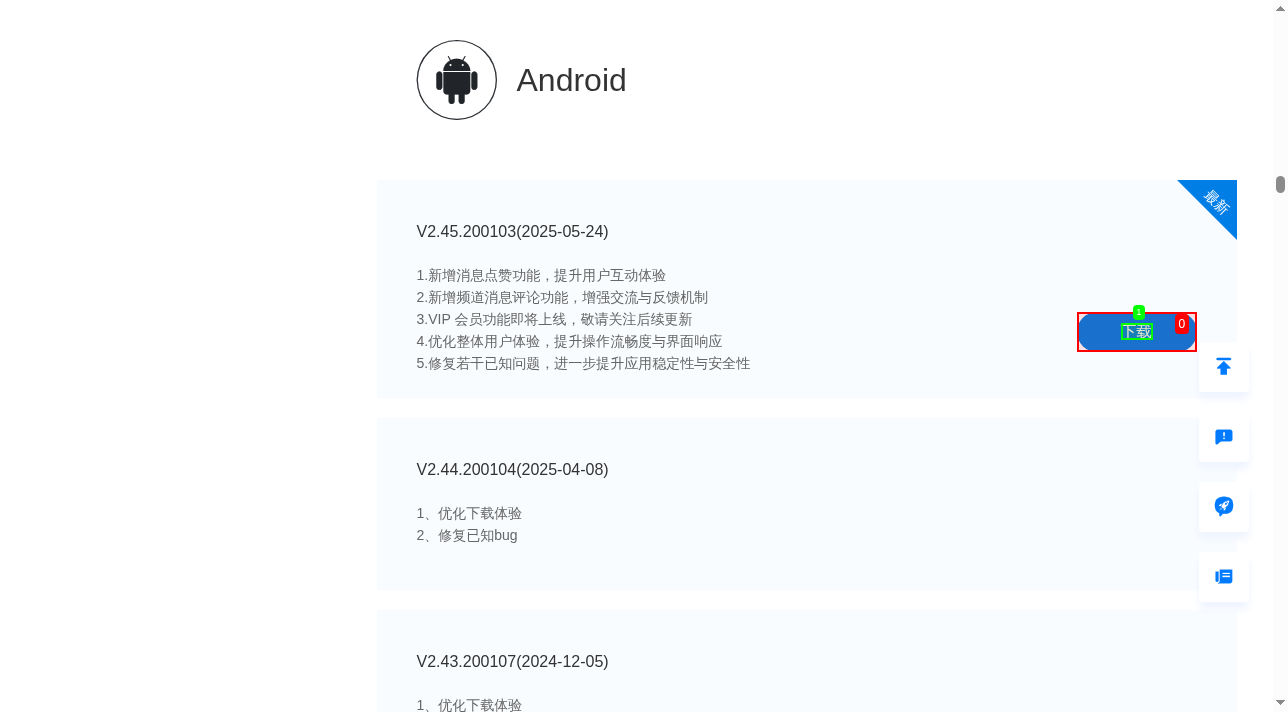 Android
最新
V2.45.200103(2025-05-24)
1.新增消息点赞功能，提升用户互动体验
2.新增频道消息评论功能，增强交流与反馈机制
3.VIP 会员功能即将上线，敬请关注后续更新
4.优化整体用户体验，提升操作流畅度与界面响应
5.修复若干已知问题，进一步提升应用稳定性与安全性
1
0
下载
V2.44.200104(2025-04-08)
1、优化下载体验
2、修复已知bug
V2.43.200107(2024-12-05)
1、优化下载体验